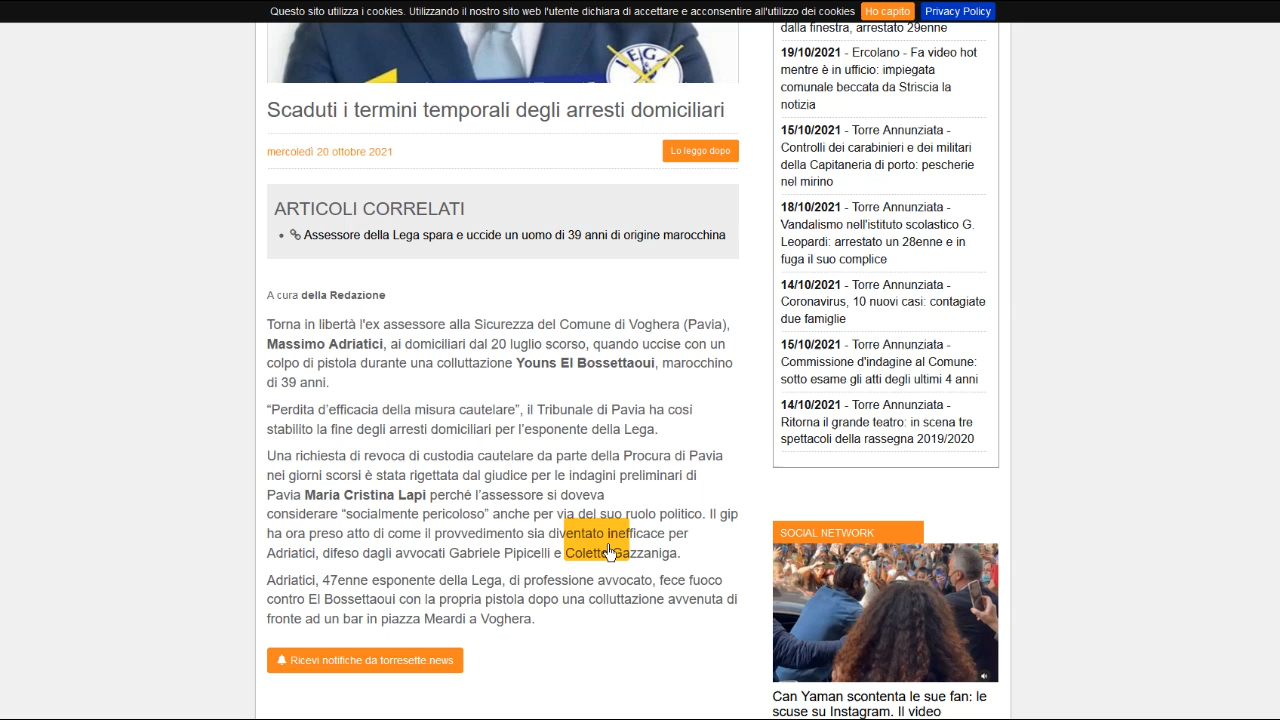 Questo sito utilizza i cookies. Utilizzando il nostro sito web l'utente dichiara di accettare e acconsentire all'utilizzo dei cookies Ho capito Privacy Policy
LEG
Scaduti i termini temporali degli arresti domiciliari
mercoledì 20 ottobre 2021
Lo leggo dopo
ARTICOLI CORRELATI
• Assessore della Lega spara e uccide un uomo di 39 anni di origine marocchina
A cura della Redazione
Torna in libertà l'ex assessore alla Sicurezza del Comune di Voghera (Pavia),
Massimo Adriatici, ai domiciliari dal 20 luglio scorso, quando uccise con un
colpo di pistola durante una colluttazione Youns El Bossettaoui, marocchino
di 39 anni.
“Perdita d’efficacia della misura cautelare”, il Tribunale di Pavia ha così
stabilito la fine degli arresti domiciliari per l’esponente della Lega.
Una richiesta di revoca di custodia cautelare da parte della Procura di Pavia
nei giorni scorsi è stata rigettata dal giudice per le indagini preliminari di
Pavia Maria Cristina Lapi perché l’assessore si doveva
considerare “socialmente pericoloso” anche per via del suo ruolo politico. Il gip
ha ora preso atto di come il provvedimento sia diventato inefficace per
Adriatici, difeso dagli avvocati Gabriele Pipicelli e Colette Gazzaniga.
Adriatici, 47enne esponente della Lega, di professione avvocato, fece fuoco
contro El Bossettaoui con la propria pistola dopo una colluttazione avvenuta di
fronte ad un bar in piazza Meardi a Voghera.
Ricevi notifiche da torresette.news
dalla finestra, arrestato 29enne
19/10/2021 - Ercolano - Fa video hot
mentre è in ufficio: impiegata
comunale beccata da Striscia la
notizia
15/10/2021 - Torre Annunziata -
Controlli dei carabinieri e dei militari
della Capitaneria di porto: pescherie
nel mirino
18/10/2021 - Torre Annunziata -
Vandalismo nell'istituto scolastico G.
Leopardi: arrestato un 28enne e in
fuga il suo complice
14/10/2021 - Torre Annunziata -
Coronavirus, 10 nuovi casi: contagiate
due famiglie
15/10/2021 - Torre Annunziata -
Commissione d'indagine al Comune:
sotto esame gli atti degli ultimi 4 anni
14/10/2021 - Torre Annunziata -
Ritorna il grande teatro: in scena tre
spettacoli della rassegna 2019/2020
SOCIAL NETWORK
Can Yaman scontenta le sue fan: le
scuse su Instagram. Il video